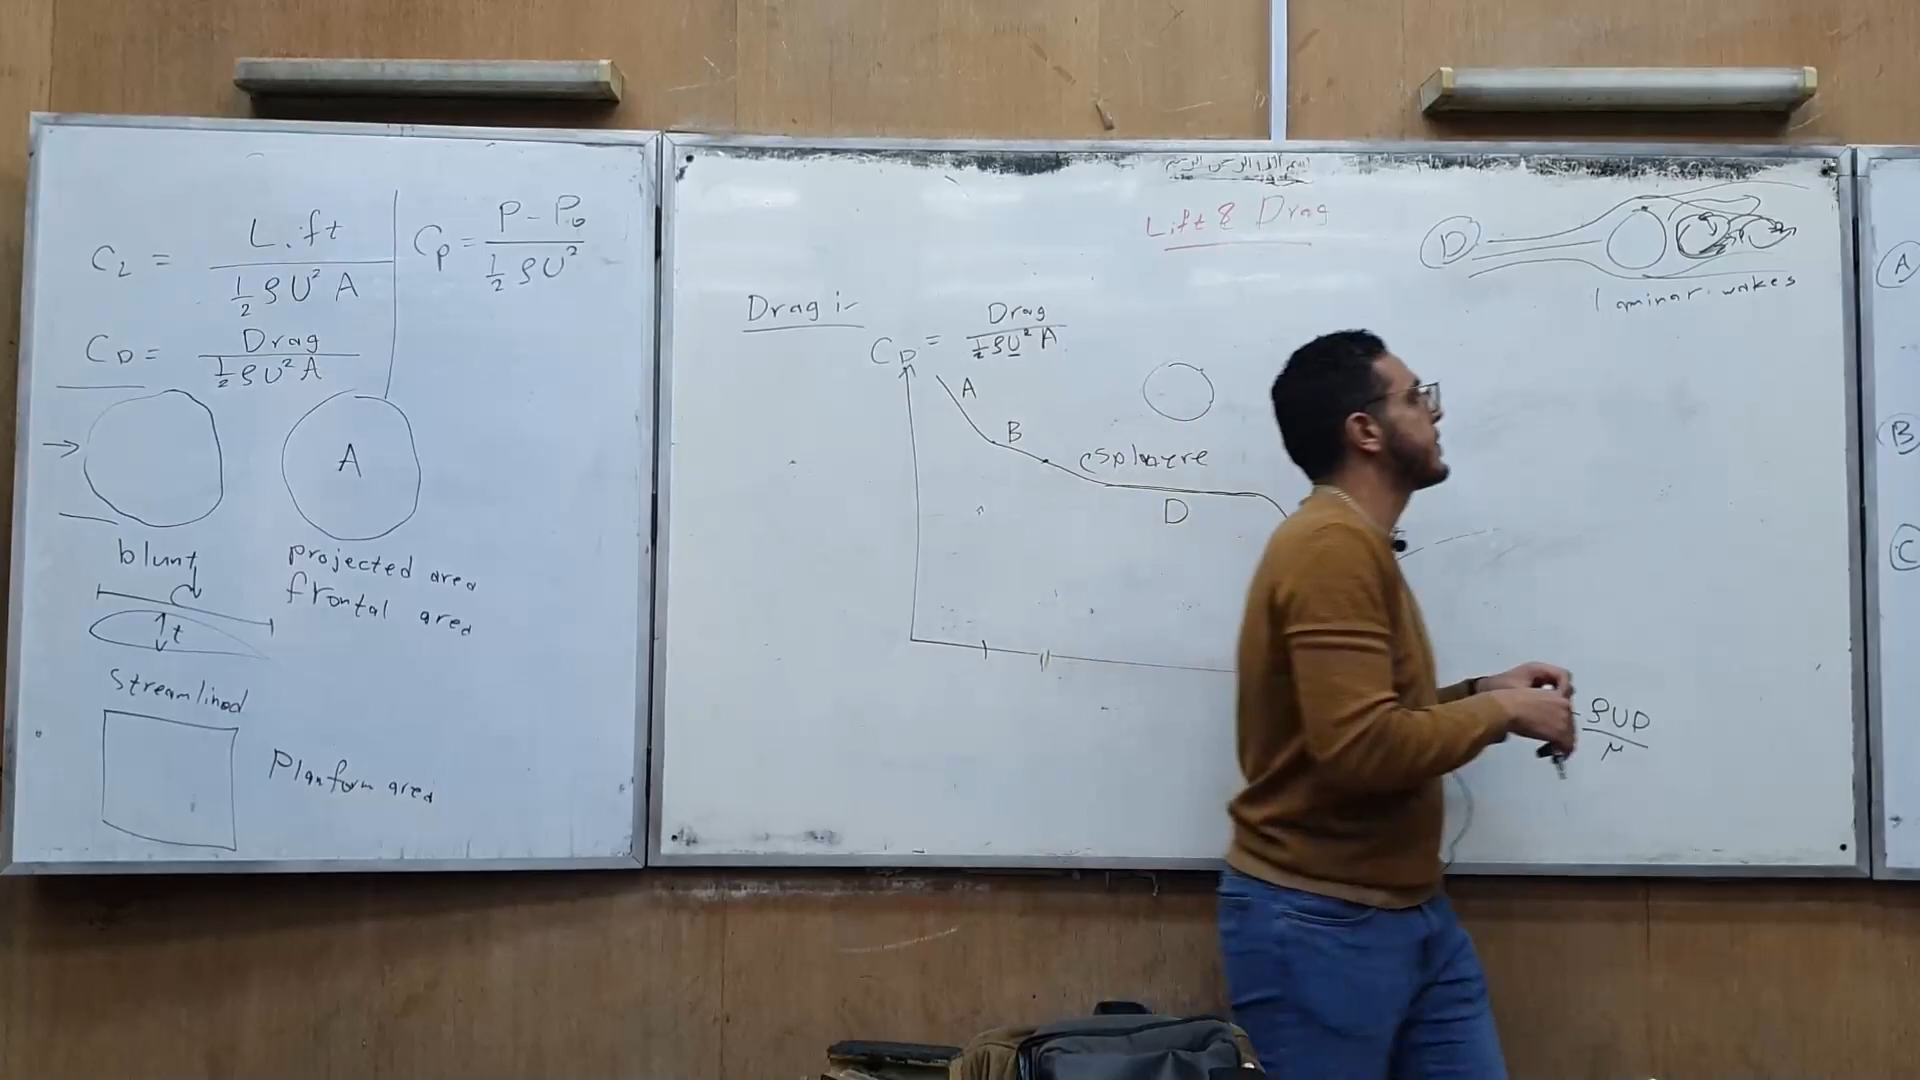 C_L = Lift / ½ρU²A
C_p = P - P₀ / ½ρU²
C_D = Drag / ½ρU²A
A
blunt
projected area
frontal area
t
streamlined
Planform area
Lift & Drag
Drag :-
C_D = Drag / ½ρU²A
A
B
sphere
D
ρUD / μ
D
laminar wakes
A
B
C